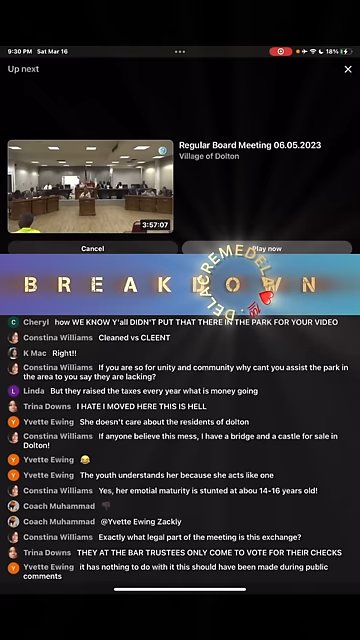 9:30 PM Sat Mar 16
18%
Up next
Regular Board Meeting 06.05.2023
Village of Dolton
3:57:07
Cancel
Play now
BREAKDOWN
CREMEDELA
C Cheryl how WE KNOW Y'all DIDN'T PUT THAT THERE IN THE PARK FOR YOUR VIDEO
Constina Williams Cleaned vs CLEENT
K Mac Right!!
Constina Williams If you are so for unity and community why cant you assist the park in
the area to you say they are lacking?
L Linda But they raised the taxes every year what is money going
Trina Downs I HATE I MOVED HERE THIS IS HELL
Y Yvette Ewing She doesn't care about the residents of dolton
Constina Williams If anyone believe this mess, I have a bridge and a castle for sale in
Dolton!
Y Yvette Ewing 😂
Y Yvette Ewing The youth understands her because she acts like one
Constina Williams Yes, her emotial maturity is stunted at abou 14-16 years old!
Coach Muhammad
Coach Muhammad @Yvette Ewing Zackly
Constina Williams Exactly what legal part of the meeting is this exchange?
Trina Downs THEY AT THE BAR TRUSTEES ONLY COME TO VOTE FOR THEIR CHECKS
Y Yvette Ewing it has nothing to do with it this should have been made during public
comments